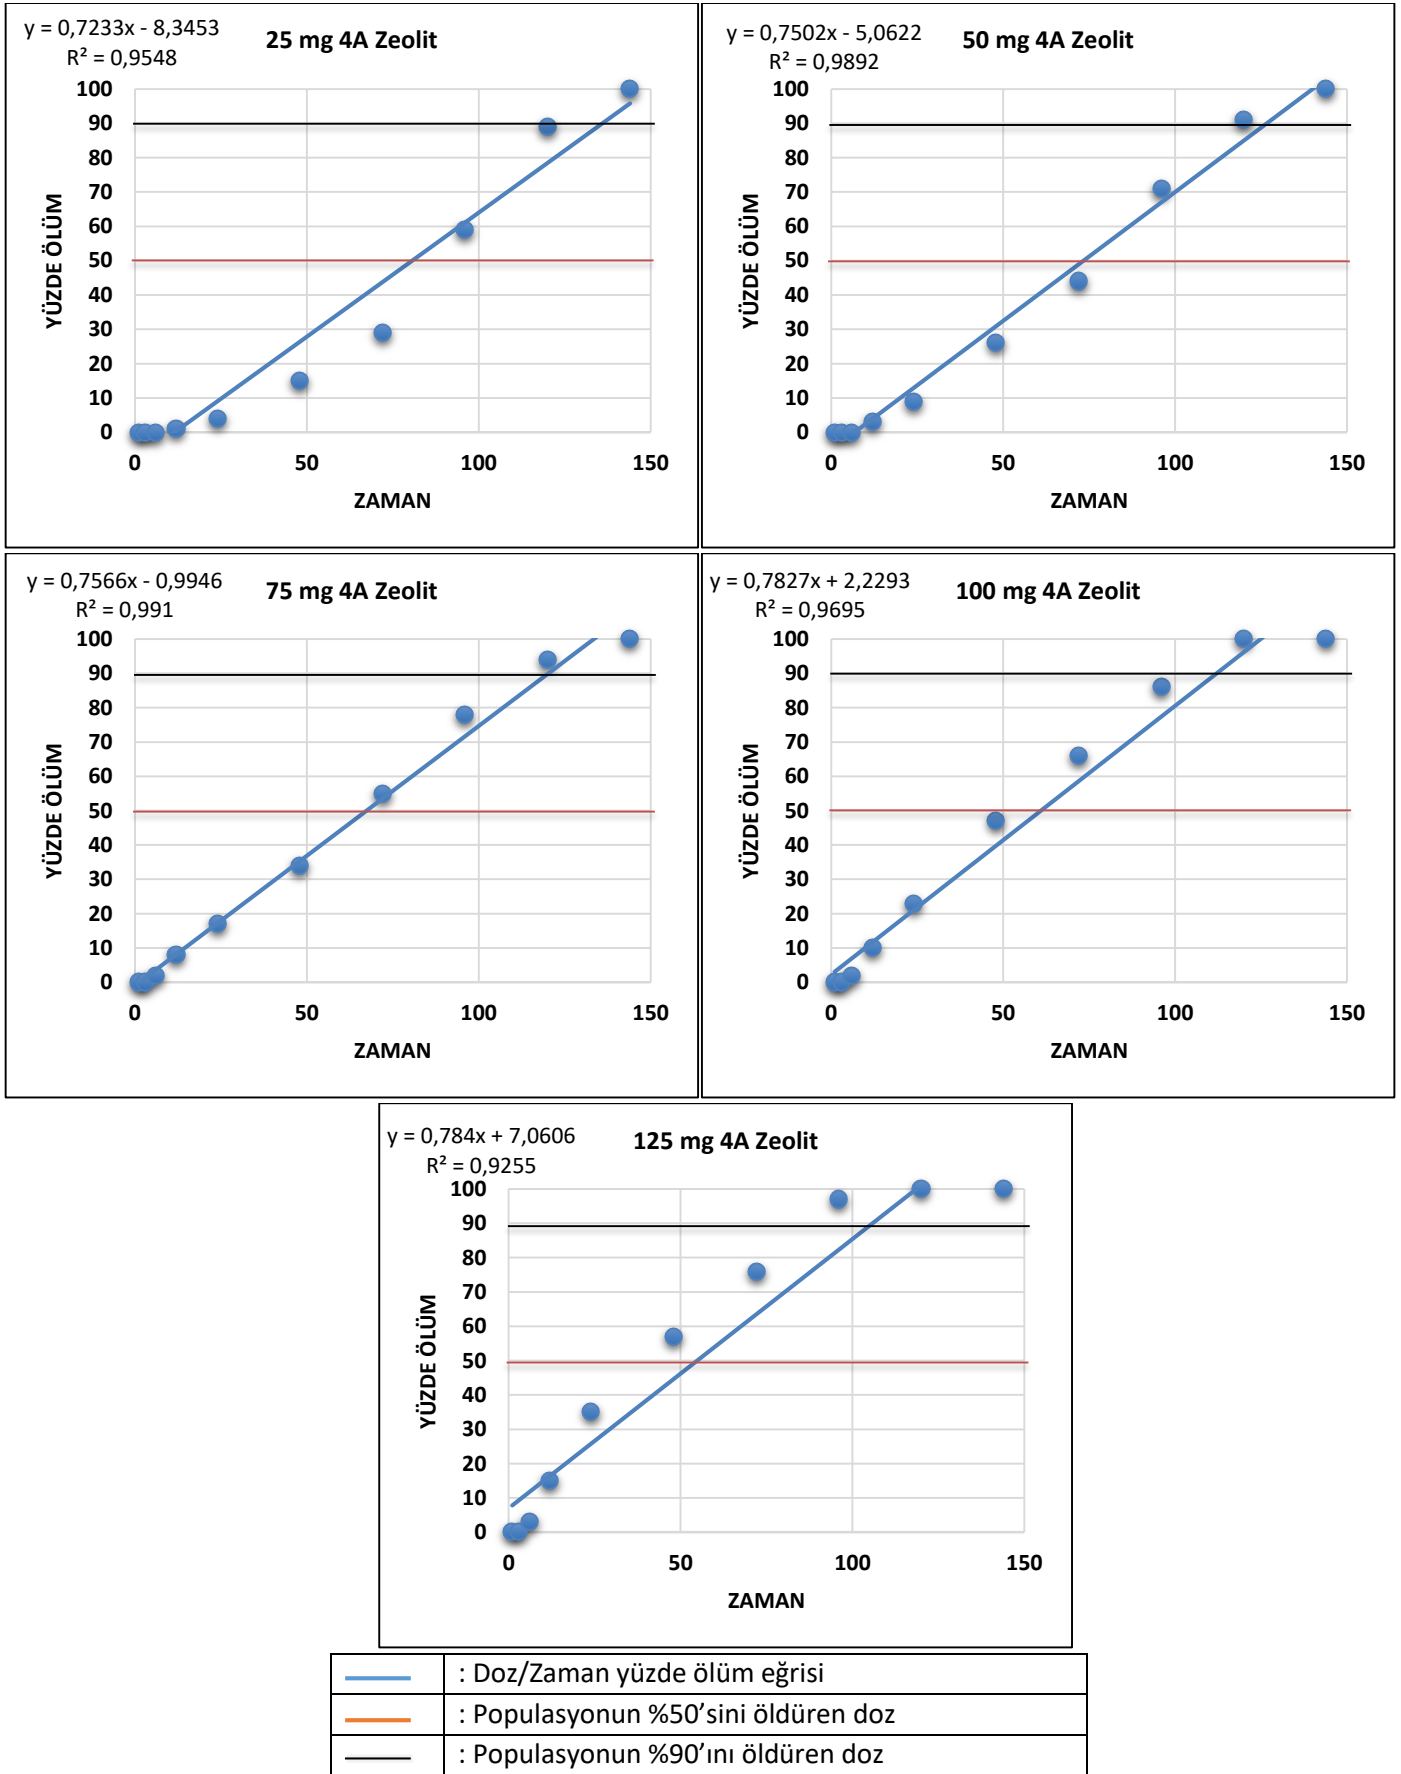 y = 0,7233x - 8,3453
R² = 0,9548
25 mg 4A Zeolit
100
90
80
70
60
50
40
30
20
10
0
YÜZDE ÖLÜM
0 50 100 150
ZAMAN
y = 0,7502x - 5,0622
R² = 0,9892
50 mg 4A Zeolit
100
90
80
70
60
50
40
30
20
10
0
YÜZDE ÖLÜM
0 50 100 150
ZAMAN
y = 0,7566x - 0,9946
R² = 0,991
75 mg 4A Zeolit
100
90
80
70
60
50
40
30
20
10
0
YÜZDE ÖLÜM
0 50 100 150
ZAMAN
y = 0,7827x + 2,2293
R² = 0,9695
100 mg 4A Zeolit
100
90
80
70
60
50
40
30
20
10
0
YÜZDE ÖLÜM
0 50 100 150
ZAMAN
y = 0,784x + 7,0606
R² = 0,9255
125 mg 4A Zeolit
100
90
80
70
60
50
40
30
20
10
0
YÜZDE ÖLÜM
0 50 100 150
ZAMAN
: Doz/Zaman yüzde ölüm eğrisi
: Populasyonun %50’sini öldüren doz
: Populasyonun %90’ını öldüren doz